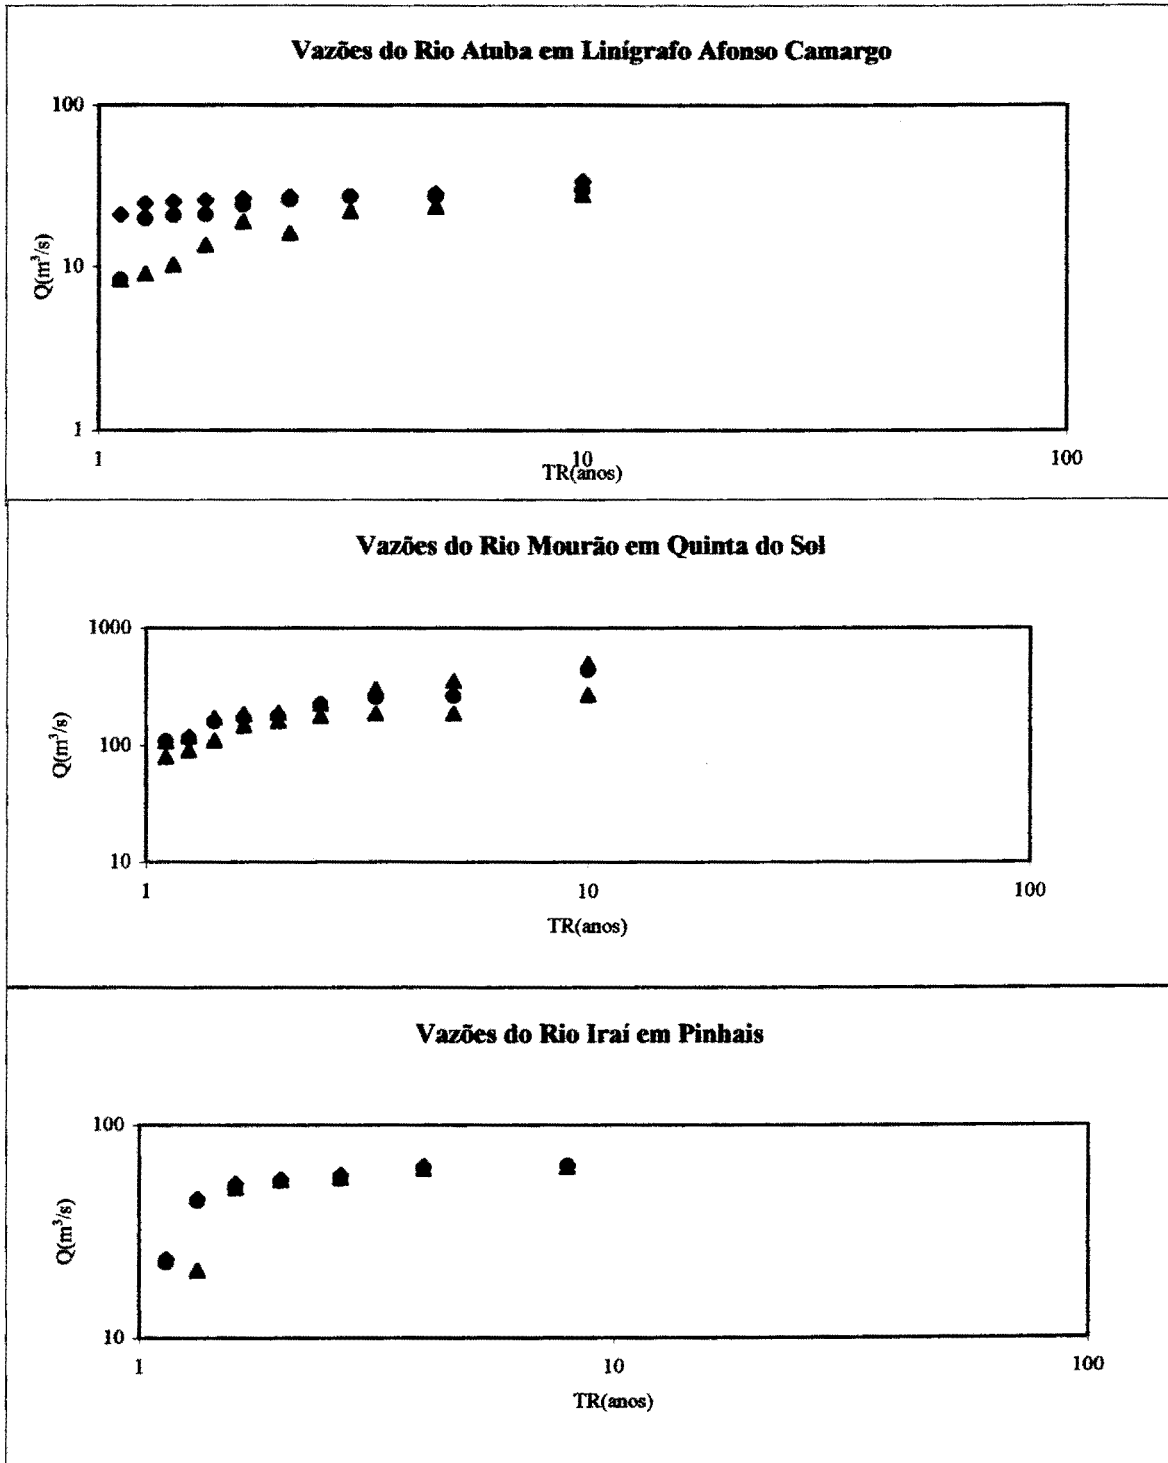 Vazões do Rio Atuba em Linígrafo Afonso Camargo
100
10
1
Q(m³/s)
1 10 100
TR(anos)
Vazões do Rio Mourão em Quinta do Sol
1000
100
10
Q(m³/s)
1 10 100
TR(anos)
Vazões do Rio Iraí em Pinhais
100
10
Q(m³/s)
1 10 100
TR(anos)